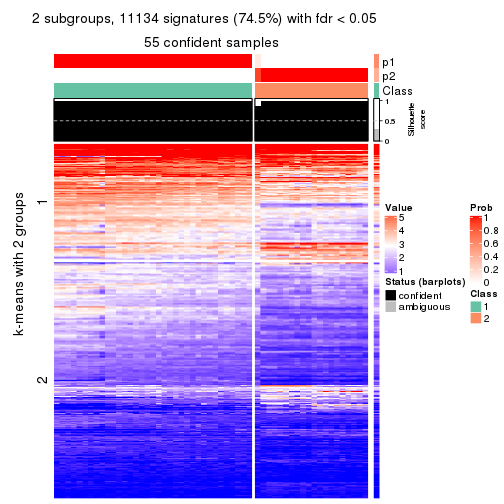 2 subgroups, 11134 signatures (74.5%) with fdr < 0.05
55 confident samples
p1
p2
Class
1
0.5
0
Silhouette
score
k-means with 2 groups
1
2
Value
5
4
3
2
1
Status (barplots)
confident
ambiguous
Prob
1
0.8
0.6
0.4
0.2
0
Class
1
2